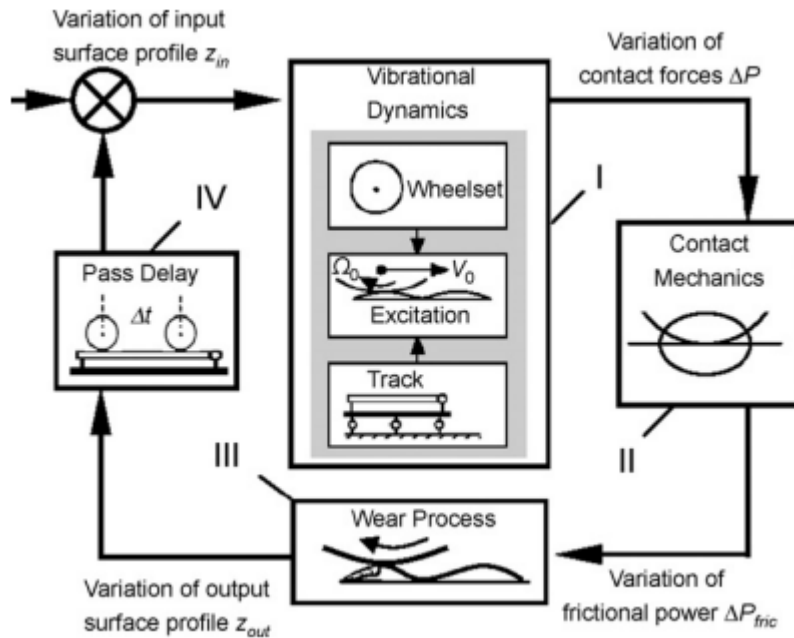 Variation of input
surface profile z_in
Vibrational
Dynamics
Variation of
contact forces ΔP
Wheelset
I
IV
Pass Delay
Δt
Ω₀
V₀
Excitation
Contact
Mechanics
Track
II
III
Wear Process
Variation of output
surface profile z_out
Variation of
frictional power ΔP_fric